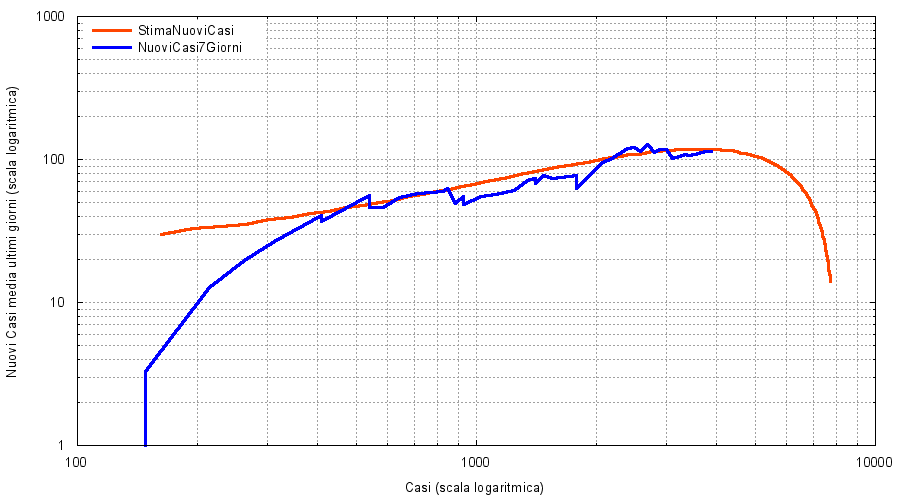 1000
StimaNuoviCasi
NuoviCasi7Giorni
100
10
1
100
1000
10000
Nuovi Casi media ultimi giorni (scala logaritmica)
Casi (scala logaritmica)